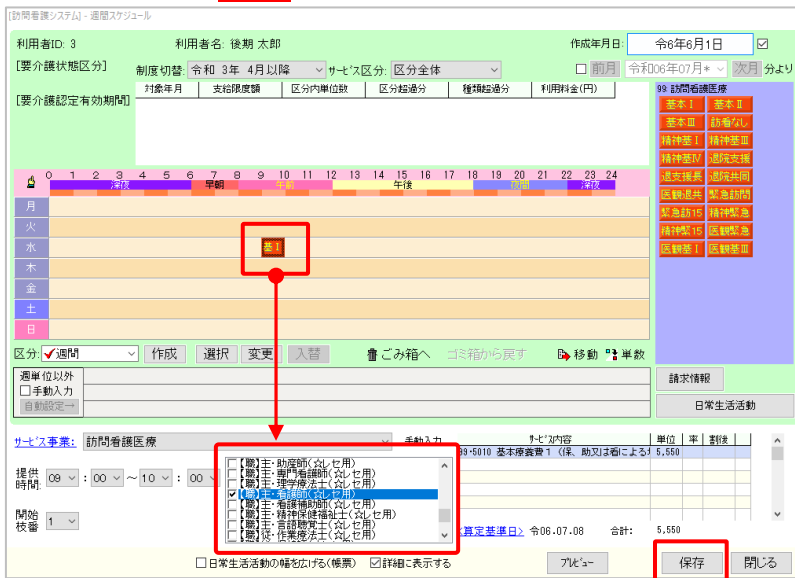 [訪問看護システム] - 週間スケジュール
利用者ID: 3 利用者名: 後期 太郎 作成年月日: 令6年6月1日
[要介護状態区分] 制度切替: 令和 3年 4月以降 サービス区分: 区分全体 前月 令和06年07月* 次月 分より
[要介護認定有効期間] 対象年月 支給限度額 区分内単位数 区分超過分 種類超過分 利用料金(円)
99 訪問看護医療
基本Ⅰ 基本Ⅱ
基本Ⅲ 訪看なし
精神基Ⅰ 精神基Ⅲ
精神基Ⅳ 退院支援
退支援長 退院共同
医観退共 緊急訪問
緊急訪15 精神緊急
精神緊15 医観緊急
医観基Ⅰ 医観基Ⅲ
0 1 2 3 4 5 6 7 8 9 10 11 12 13 14 15 16 17 18 19 20 21 22 23 24
深夜 早朝 午前 午後 夜間 深夜
月
火
水 基Ⅰ
木
金
土
日
区分: 週間 作成 選択 変更 入替 ごみ箱へ ゴミ箱から戻す 移動 単数
週単位以外
手動入力
自動設定→
請求情報
日常生活活動
サービス事業: 訪問看護医療 手動入力 サービス内容 単位 率 割後
99-5010 基本療養費1 (保、助又は看による 5,550
提供時間: 09 : 00 ~ 10 : 00
【職】主・助産師(☆レセ用)
【職】主・専門看護師(☆レセ用)
【職】主・理学療法士(☆レセ用)
【職】主・看護師(☆レセ用)
【職】主・看護補助師(☆レセ用)
【職】主・精神保健福祉士(☆レセ用)
【職】主・言語聴覚士(☆レセ用)
【職】従・作業療法士(☆レセ用)
開始枝番 1
<算定基準日> 令06.07.08 合計: 5,550
日常生活活動の幅を広げる(帳票) 詳細に表示する プレビュー 保存 閉じる